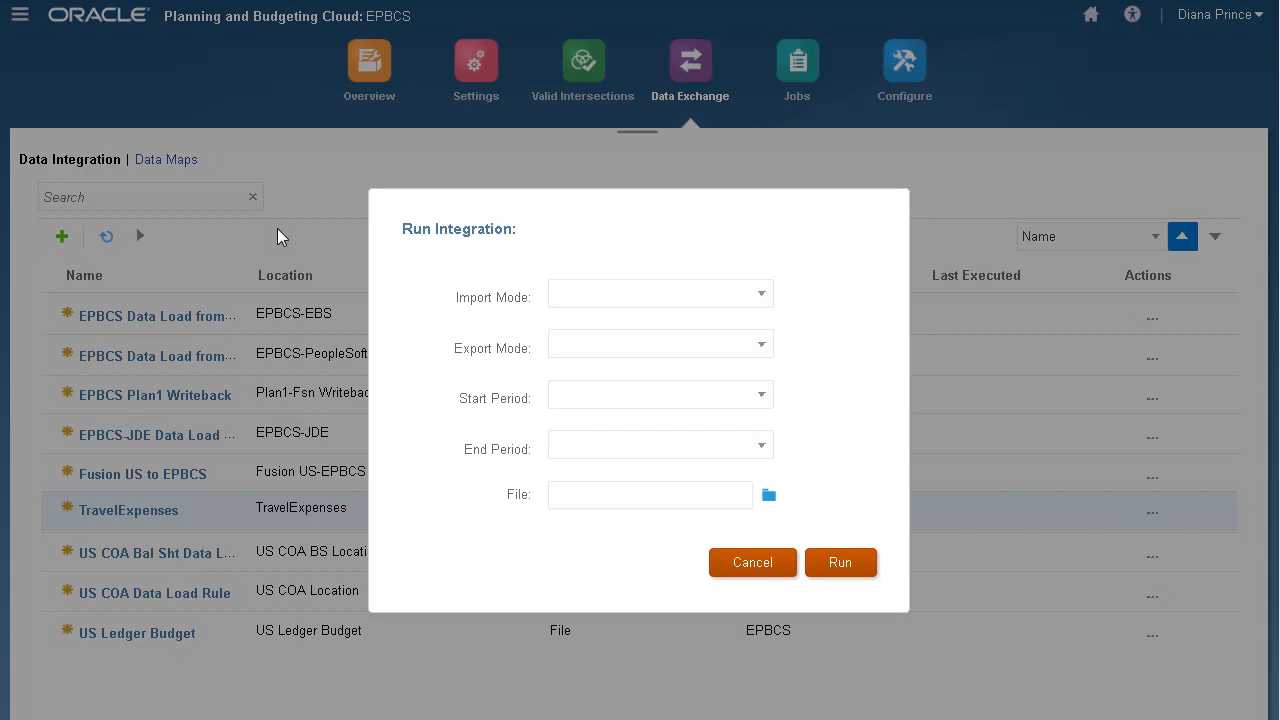 ORACLE Planning and Budgeting Cloud: EPBCS Diana Prince
Overview Settings Valid Intersections Data Exchange Jobs Configure
Data Integration | Data Maps
Search
Name
Name Location Last Executed Actions
EPBCS Data Load from... EPBCS-EBS ...
EPBCS Data Load from... EPBCS-PeopleSoft ...
EPBCS Plan1 Writeback Plan1-Fsn Writebac ...
EPBCS-JDE Data Load ... EPBCS-JDE ...
Fusion US to EPBCS Fusion US-EPBCS ...
TravelExpenses TravelExpenses ...
US COA Bal Sht Data L... US COA BS Locati ...
US COA Data Load Rule US COA Location ...
US Ledger Budget US Ledger Budget File EPBCS ...
Run Integration:
Import Mode:
Export Mode:
Start Period:
End Period:
File:
Cancel Run